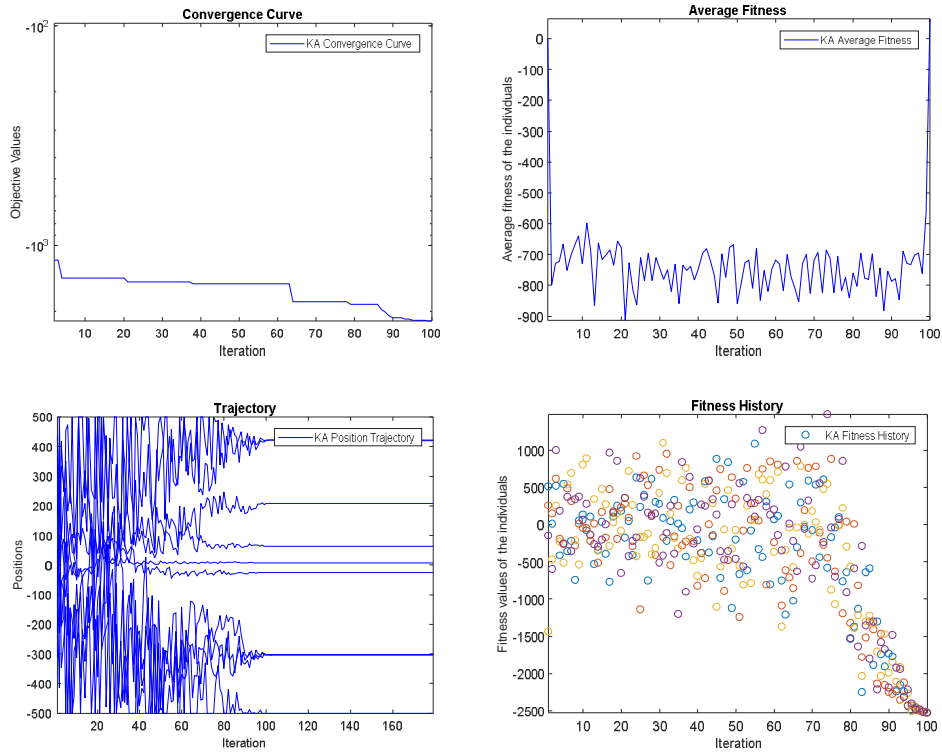 Convergence Curve
-10^2
KA Convergence Curve
Objective Values
-10^3
10 20 30 40 50 60 70 80 90 100
Iteration
Average Fitness
0
KA Average Fitness
-100
-200
-300
-400
-500
-600
-700
-800
-900
Average fitness of the individuals
10 20 30 40 50 60 70 80 90 100
Iteration
Trajectory
500
KA Position Trajectory
400
300
200
100
0
-100
-200
-300
-400
-500
Positions
20 40 60 80 100 120 140 160
Iteration
Fitness History
KA Fitness History
1000
500
0
-500
-1000
-1500
-2000
-2500
Fitness values of the individuals
10 20 30 40 50 60 70 80 90 100
Iteration